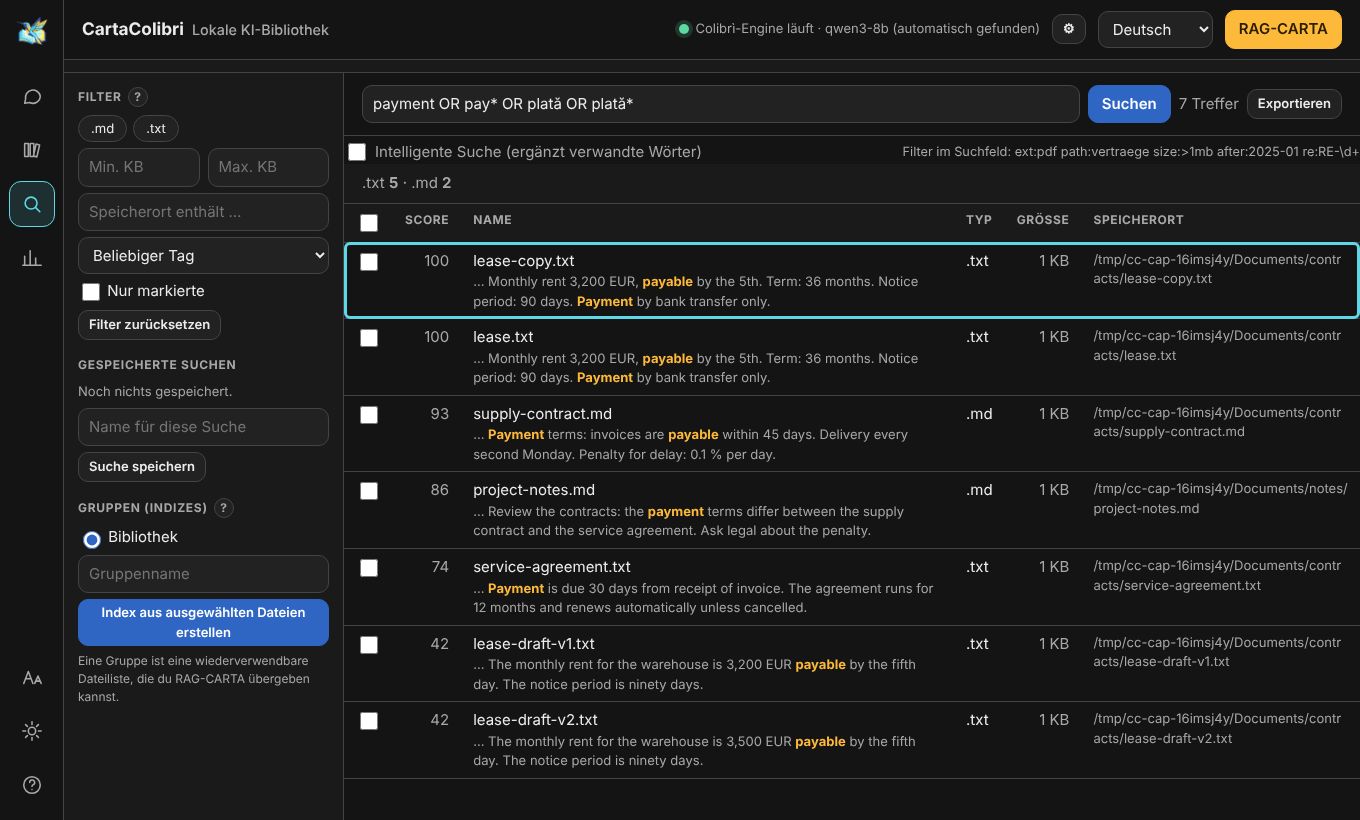 CartaColibri Lokale KI-Bibliothek
Colibrì-Engine läuft · qwen3-8b (automatisch gefunden)
Deutsch
RAG-CARTA
FILTER ?
.md .txt
Min. KB Max. KB
Speicherort enthält ...
Beliebiger Tag
Nur markierte
Filter zurücksetzen
GESPEICHERTE SUCHEN
Noch nichts gespeichert.
Name für diese Suche
Suche speichern
GRUPPEN (INDIZES) ?
Bibliothek
Gruppenname
Index aus ausgewählten Dateien
erstellen
Eine Gruppe ist eine wiederverwendbare
Dateiliste, die du RAG-CARTA übergeben
kannst.
AA
?
payment OR pay* OR plată OR plată*
Suchen 7 Treffer Exportieren
Intelligente Suche (ergänzt verwandte Wörter)
Filter im Suchfeld: ext:pdf path:vertraege size:>1mb after:2025-01 re:RE-\d+
.txt 5 · .md 2
SCORE NAME TYP GRÖSSE SPEICHERORT
100 lease-copy.txt .txt 1 KB /tmp/cc-cap-16imsj4y/Documents/contr
acts/lease-copy.txt
... Monthly rent 3,200 EUR, payable by the 5th. Term: 36 months. Notice
period: 90 days. Payment by bank transfer only.
100 lease.txt .txt 1 KB /tmp/cc-cap-16imsj4y/Documents/contr
acts/lease.txt
... Monthly rent 3,200 EUR, payable by the 5th. Term: 36 months. Notice
period: 90 days. Payment by bank transfer only.
93 supply-contract.md .md 1 KB /tmp/cc-cap-16imsj4y/Documents/contr
acts/supply-contract.md
... Payment terms: invoices are payable within 45 days. Delivery every
second Monday. Penalty for delay: 0.1 % per day.
86 project-notes.md .md 1 KB /tmp/cc-cap-16imsj4y/Documents/notes/
project-notes.md
... Review the contracts: the payment terms differ between the supply
contract and the service agreement. Ask legal about the penalty.
74 service-agreement.txt .txt 1 KB /tmp/cc-cap-16imsj4y/Documents/contr
acts/service-agreement.txt
... Payment is due 30 days from receipt of invoice. The agreement runs for
12 months and renews automatically unless cancelled.
42 lease-draft-v1.txt .txt 1 KB /tmp/cc-cap-16imsj4y/Documents/contr
acts/lease-draft-v1.txt
... The monthly rent for the warehouse is 3,200 EUR payable by the fifth
day. The notice period is ninety days.
42 lease-draft-v2.txt .txt 1 KB /tmp/cc-cap-16imsj4y/Documents/contr
acts/lease-draft-v2.txt
... The monthly rent for the warehouse is 3,500 EUR payable by the fifth
day. The notice period is ninety days.